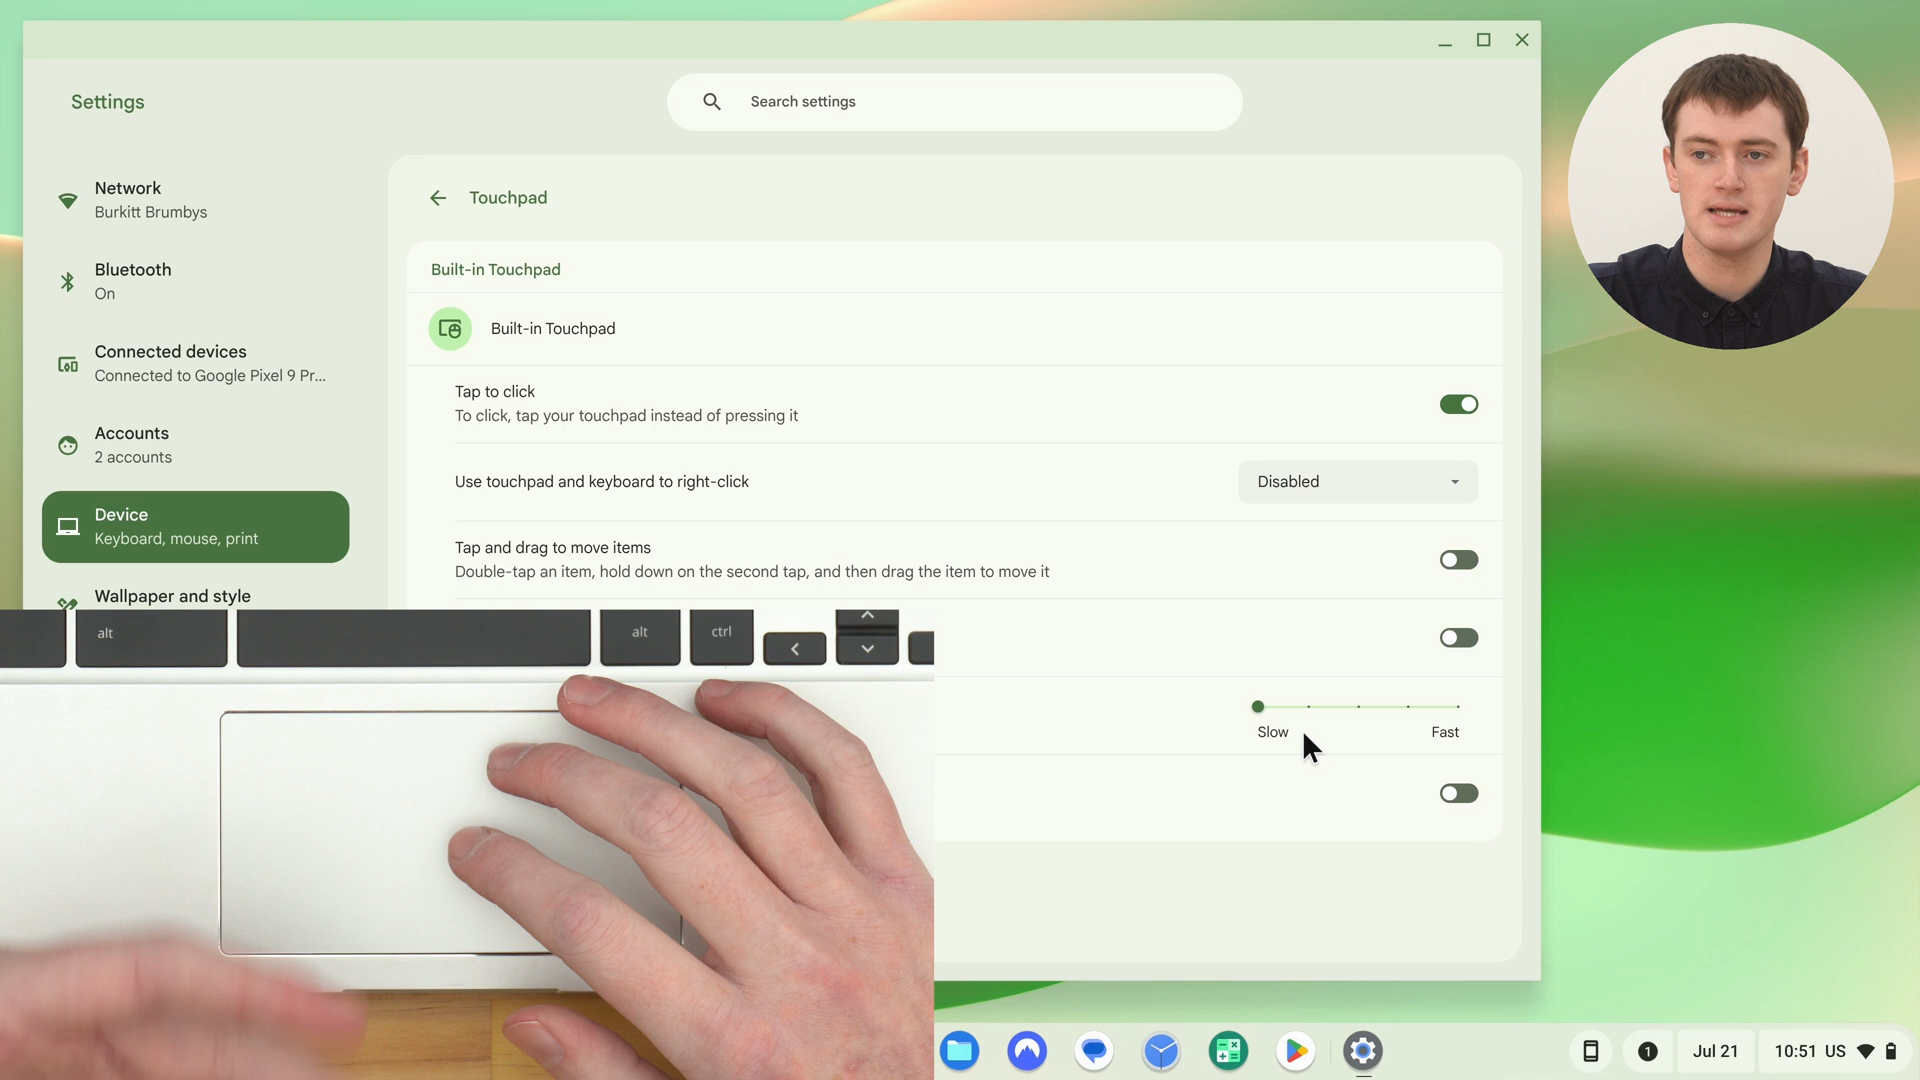 Settings
Search settings
Network
Burkitt Brumbys
Bluetooth
On
Connected devices
Connected to Google Pixel 9 Pr...
Accounts
2 accounts
Device
Keyboard, mouse, print
Wallpaper and style
Touchpad
Built-in Touchpad
Built-in Touchpad
Tap to click
To click, tap your touchpad instead of pressing it
Use touchpad and keyboard to right-click
Disabled
Tap and drag to move items
Double-tap an item, hold down on the second tap, and then drag the item to move it
Slow
Fast
alt
alt
ctrl
1
Jul 21
10:51 US